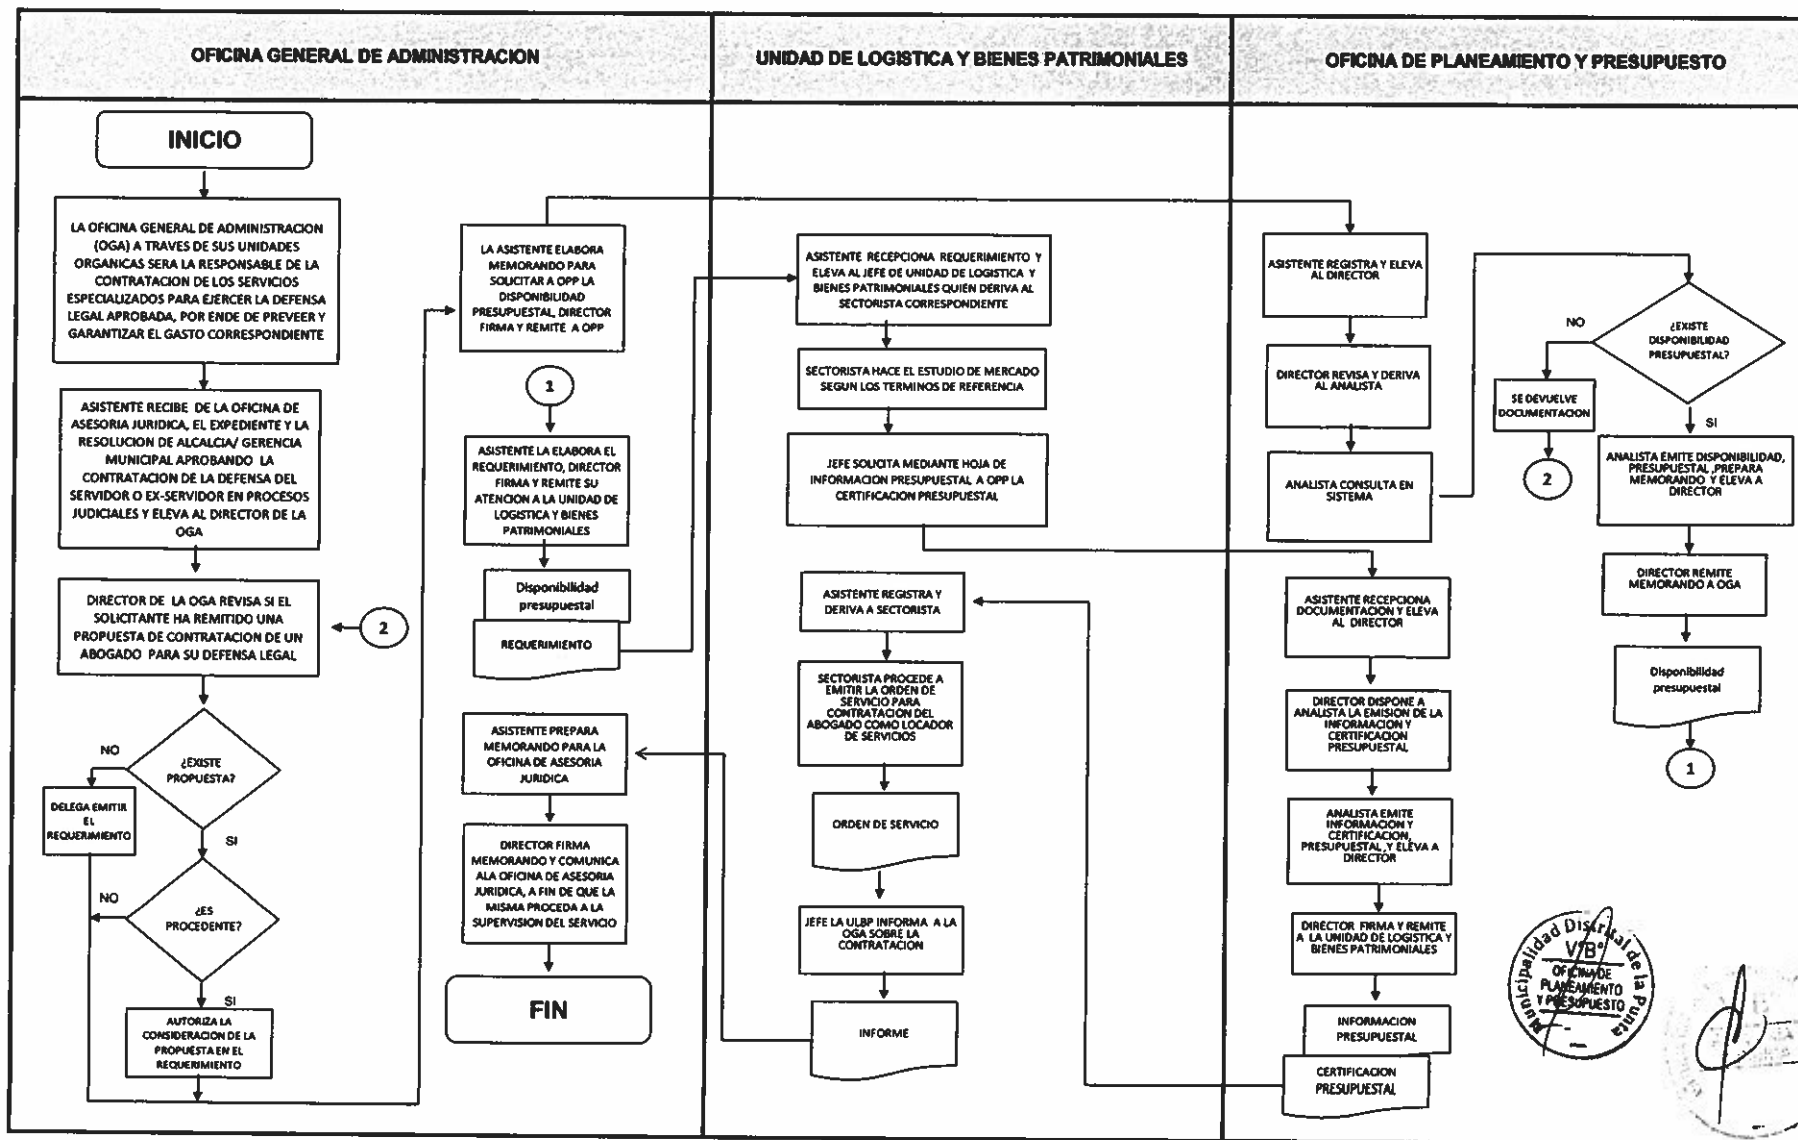 OFICINA GENERAL DE ADMINISTRACION
UNIDAD DE LOGISTICA Y BIENES PATRIMONIALES
OFICINA DE PLANEAMIENTO Y PRESUPUESTO
INICIO
LA OFICINA GENERAL DE ADMINISTRACION
(OGA) A TRAVES DE SUS UNIDADES
ORGANICAS SERA LA RESPONSABLE DE LA
CONTRATACION DE LOS SERVICIOS
ESPECIALIZADOS PARA EJERCER LA DEFENSA
LEGAL APROBADA, POR ENDE DE PREVEER Y
GARANTIZAR EL GASTO CORRESPONDIENTE
ASISTENTE RECIBE DE LA OFICINA DE
ASESORIA JURIDICA, EL EXPEDIENTE Y LA
RESOLUCION DE ALCALCIA/ GERENCIA
MUNICIPAL APROBANDO LA
CONTRATACION DE LA DEFENSA DEL
SERVIDOR O EX-SERVIDOR EN PROCESOS
JUDICIALES Y ELEVA AL DIRECTOR DE LA
OGA
DIRECTOR DE LA OGA REVISA SI EL
SOLICITANTE HA REMITIDO UNA
PROPUESTA DE CONTRATACION DE UN
ABOGADO PARA SU DEFENSA LEGAL
2
¿EXISTE
PROPUESTA?
NO
SI
DELEGA EMITIR
EL
REQUERIMIENTO
¿ES
PROCEDENTE?
NO
SI
AUTORIZA LA
CONSIDERACION DE LA
PROPUESTA EN EL
REQUERIMIENTO
LA ASISTENTE ELABORA
MEMORANDO PARA
SOLICITAR A OPP LA
DISPONIBILIDAD
PRESUPUESTAL, DIRECTOR
FIRMA Y REMITE A OPP
1
ASISTENTE LA ELABORA EL
REQUERIMIENTO, DIRECTOR
FIRMA Y REMITE SU
ATENCION A LA UNIDAD DE
LOGISTICA Y BIENES
PATRIMONIALES
Disponibilidad
presupuestal
REQUERIMIENTO
ASISTENTE PREPARA
MEMORANDO PARA LA
OFICINA DE ASESORIA
JURIDICA
DIRECTOR FIRMA
MEMORANDO Y COMUNICA
ALA OFICINA DE ASESORIA
JURIDICA, A FIN DE QUE LA
MISMA PROCEDA A LA
SUPERVISION DEL SERVICIO
FIN
ASISTENTE RECEPCIONA REQUERIMIENTO Y
ELEVA AL JEFE DE UNIDAD DE LOGISTICA Y
BIENES PATRIMONIALES QUIEN DERIVA AL
SECTORISTA CORRESPONDIENTE
SECTORISTA HACE EL ESTUDIO DE MERCADO
SEGUN LOS TERMINOS DE REFERENCIA
JEFE SOLICITA MEDIANTE HOJA DE
INFORMACION PRESUPUESTAL A OPP LA
CERTIFICACION PRESUPUESTAL
ASISTENTE REGISTRA Y
DERIVA A SECTORISTA
SECTORISTA PROCEDE A
EMITIR LA ORDEN DE
SERVICIO PARA
CONTRATACION DEL
ABOGADO COMO LOCADOR
DE SERVICIOS
ORDEN DE SERVICIO
JEFE LA ULBP INFORMA A LA
OGA SOBRE LA
CONTRATACION
INFORME
ASISTENTE REGISTRA Y ELEVA
AL DIRECTOR
DIRECTOR REVISA Y DERIVA
AL ANALISTA
ANALISTA CONSULTA EN
SISTEMA
ASISTENTE RECEPCIONA
DOCUMENTACION Y ELEVA
AL DIRECTOR
DIRECTOR DISPONE A
ANALISTA LA EMISION DE LA
INFORMACION Y
CERTIFICACION
PRESUPUESTAL
ANALISTA EMITE
INFORMACION Y
CERTIFICACION,
PRESUPUESTAL,Y ELEVA A
DIRECTOR
DIRECTOR FIRMA Y REMITE
A LA UNIDAD DE LOGISTICA Y
BIENES PATRIMONIALES
INFORMACION
PRESUPUESTAL
CERTIFICACION
PRESUPUESTAL
¿EXISTE
DISPONIBILIDAD
PRESUPUESTAL?
NO
SI
SE DEVUELVE
DOCUMENTACION
2
ANALISTA EMITE DISPONIBILIDAD,
PRESUPUESTAL ,PREPARA
MEMORANDO Y ELEVA A
DIRECTOR
DIRECTOR REMITE
MEMORANDO A OGA
Disponibilidad
presupuestal
1
Municipalidad Distrital de la Punta
V°B°
OFICINA DE
PLANEAMIENTO
Y PRESUPUESTO